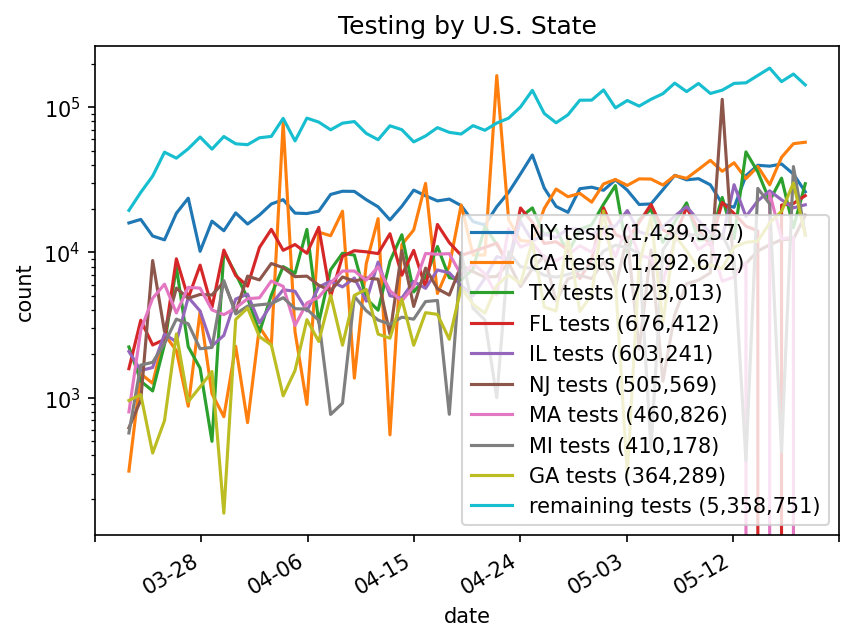 Testing by U.S. State
count
10^5
10^4
10^3
NY tests (1,439,557)
CA tests (1,292,672)
TX tests (723,013)
FL tests (676,412)
IL tests (603,241)
NJ tests (505,569)
MA tests (460,826)
MI tests (410,178)
GA tests (364,289)
remaining tests (5,358,751)
03-28
04-06
04-15
04-24
05-03
05-12
date